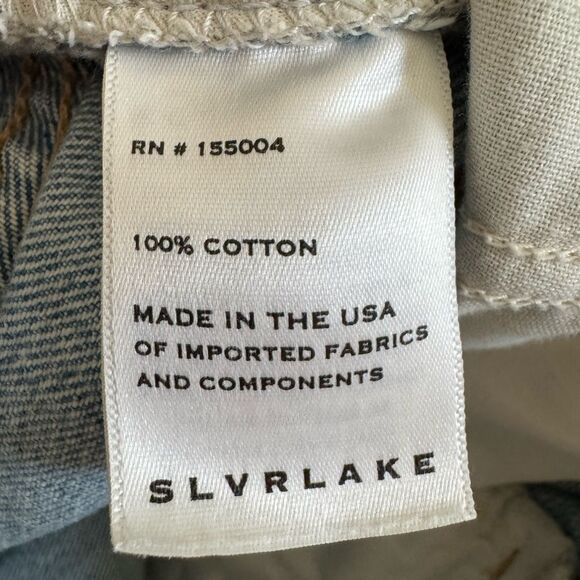 RN # 155004
100% COTTON
MADE IN THE USA
OF IMPORTED FABRICS
AND COMPONENTS
SLVRLAKE